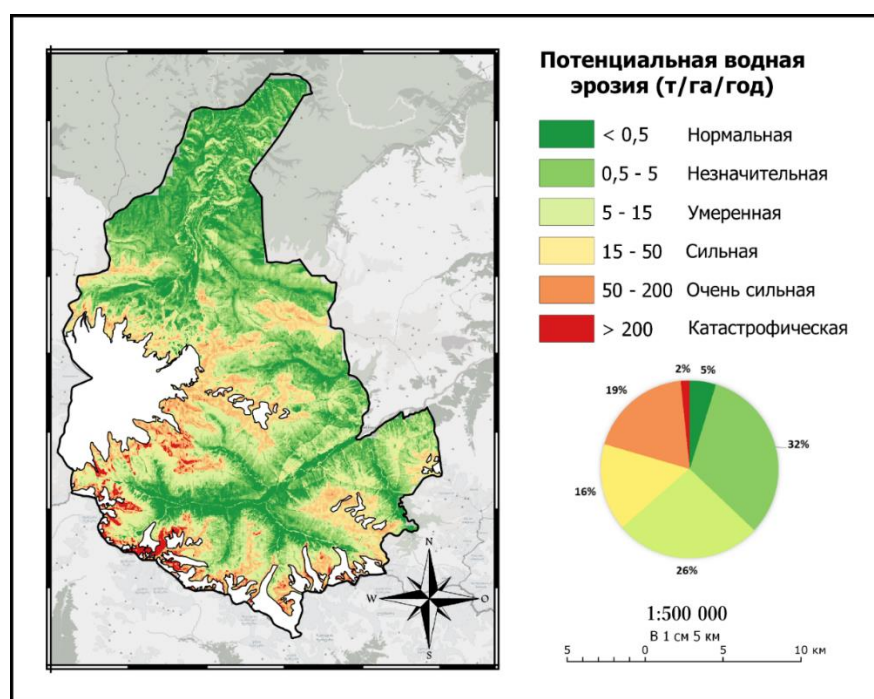 Потенциальная водная
эрозия (т/га/год)
< 0,5 Нормальная
0,5 - 5 Незначительная
5 - 15 Умеренная
15 - 50 Сильная
50 - 200 Очень сильная
> 200 Катастрофическая
2% 5%
19%
32%
16%
26%
N
W O
S
1:500 000
В 1 см 5 км
5 0 5 10 км